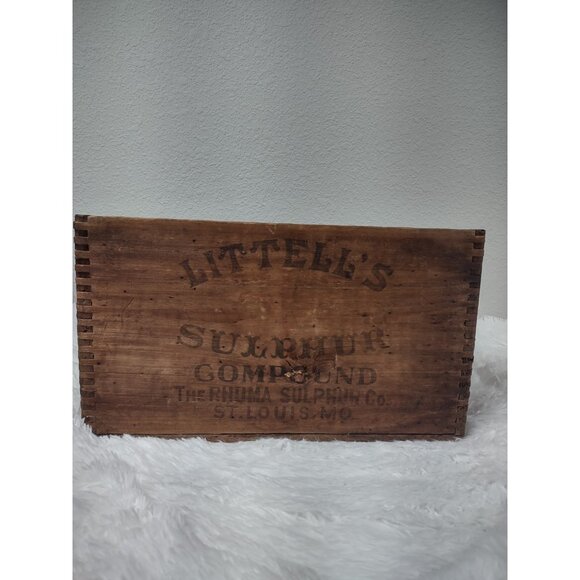 LITTELL'S
SULPHUR
COMPOUND
THE RHUMA SULPHUR CO.
ST. LOUIS, MO.